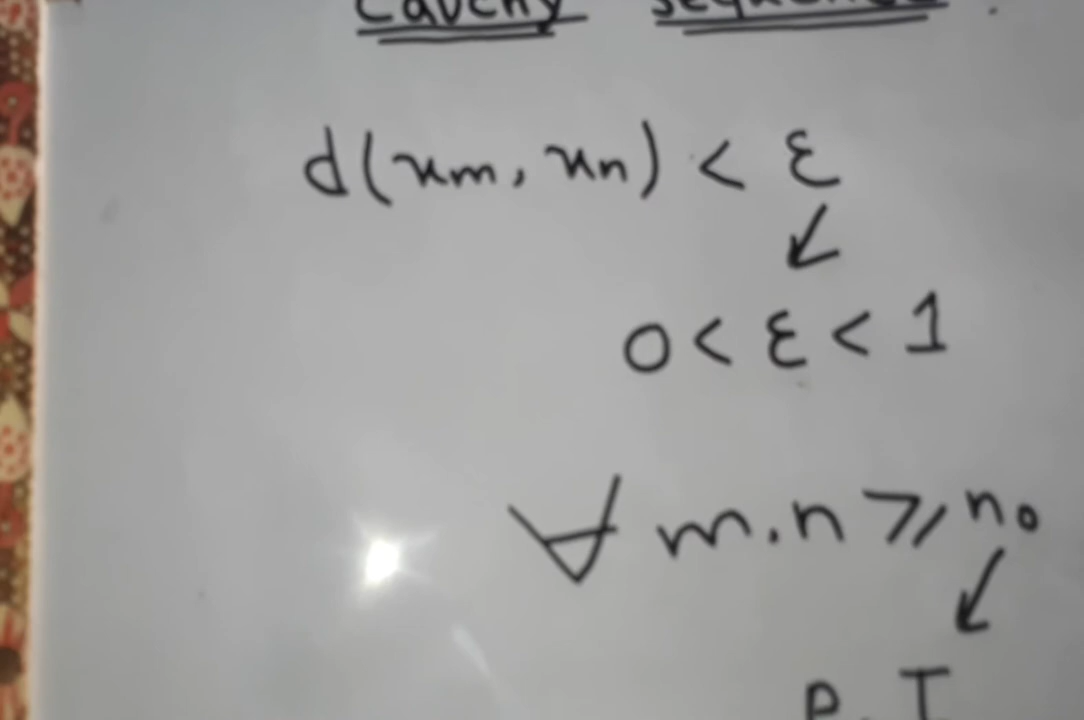 Cauchy sequence.
d(xm, xn) < ε
↙
0 < ε < 1
∀ m.n ⩾ n₀
↙
P. I